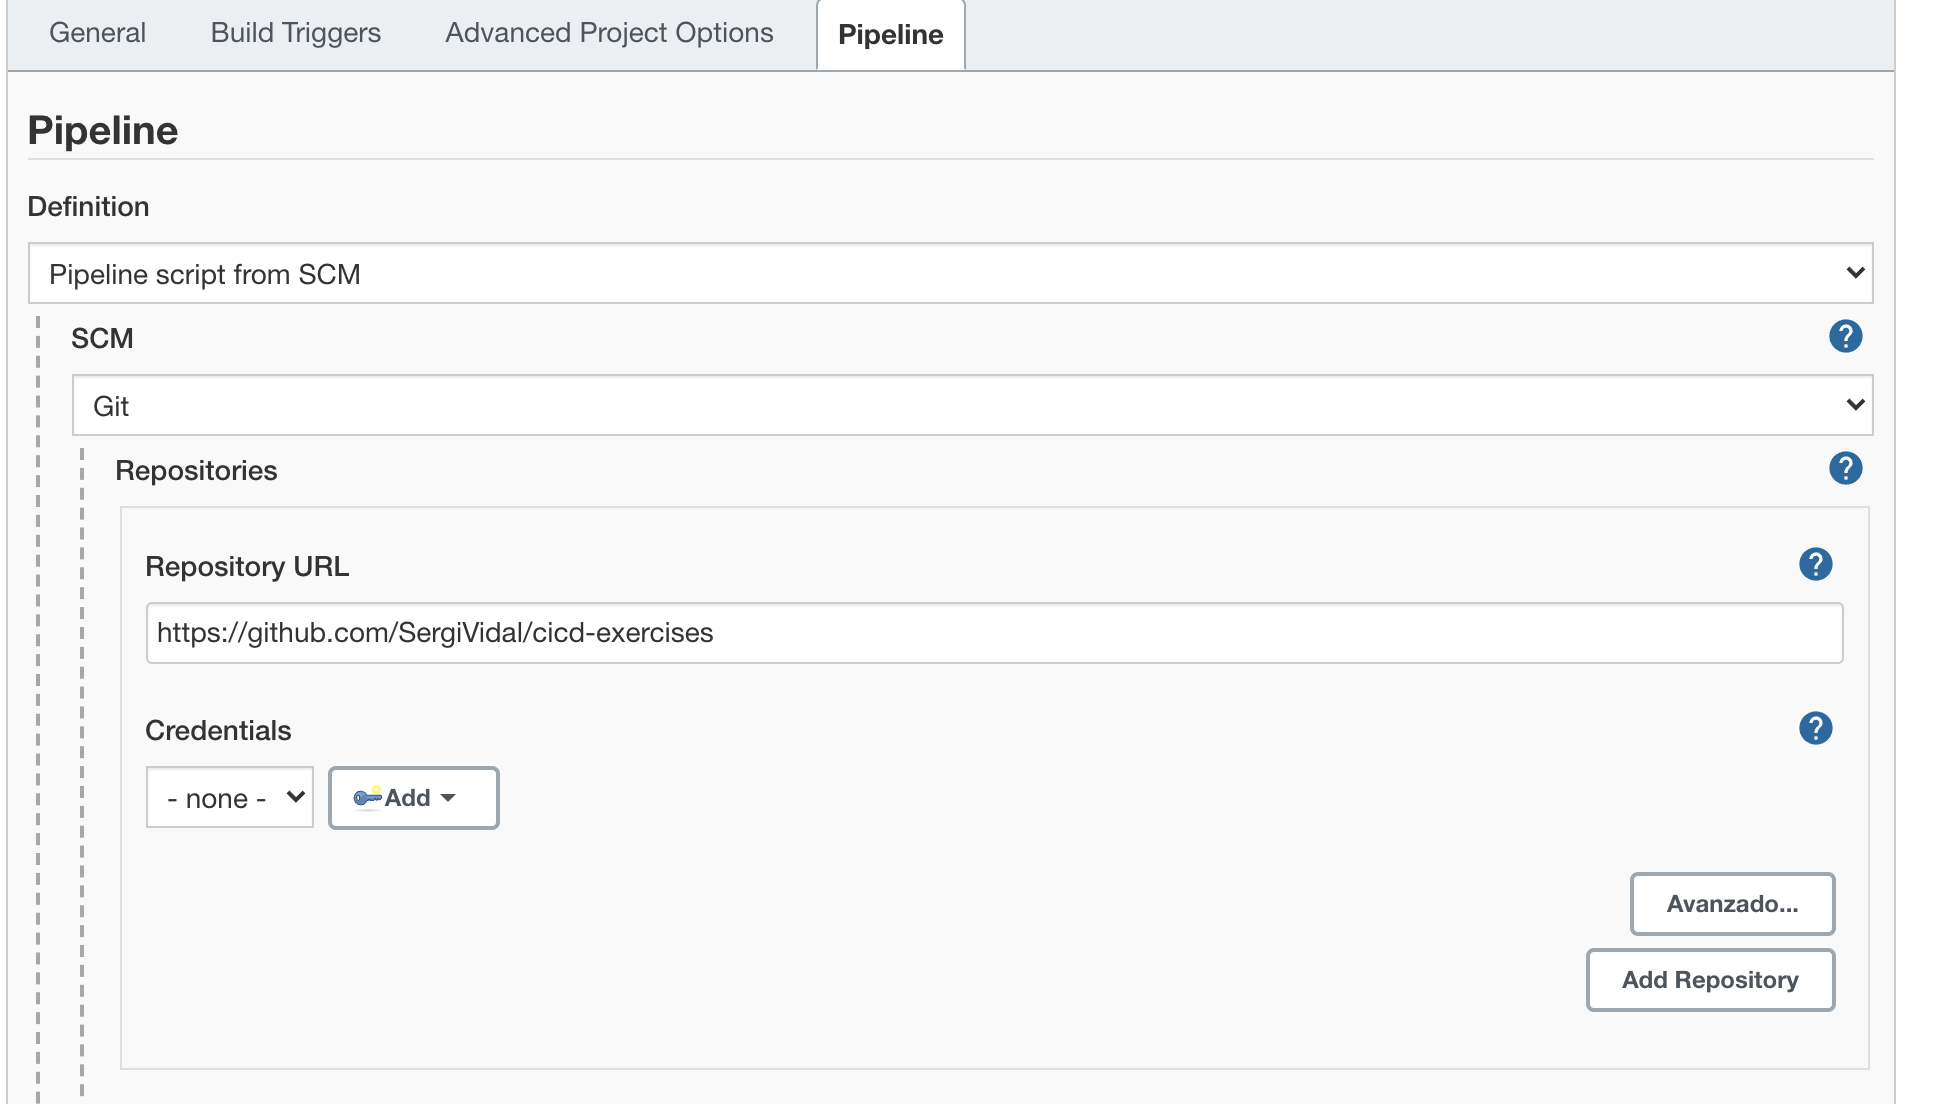 General Build Triggers Advanced Project Options Pipeline
Pipeline
Definition
Pipeline script from SCM
SCM
?
Git
Repositories
?
Repository URL
?
https://github.com/SergiVidal/cicd-exercises
Credentials
?
- none -
Add
Avanzado...
Add Repository